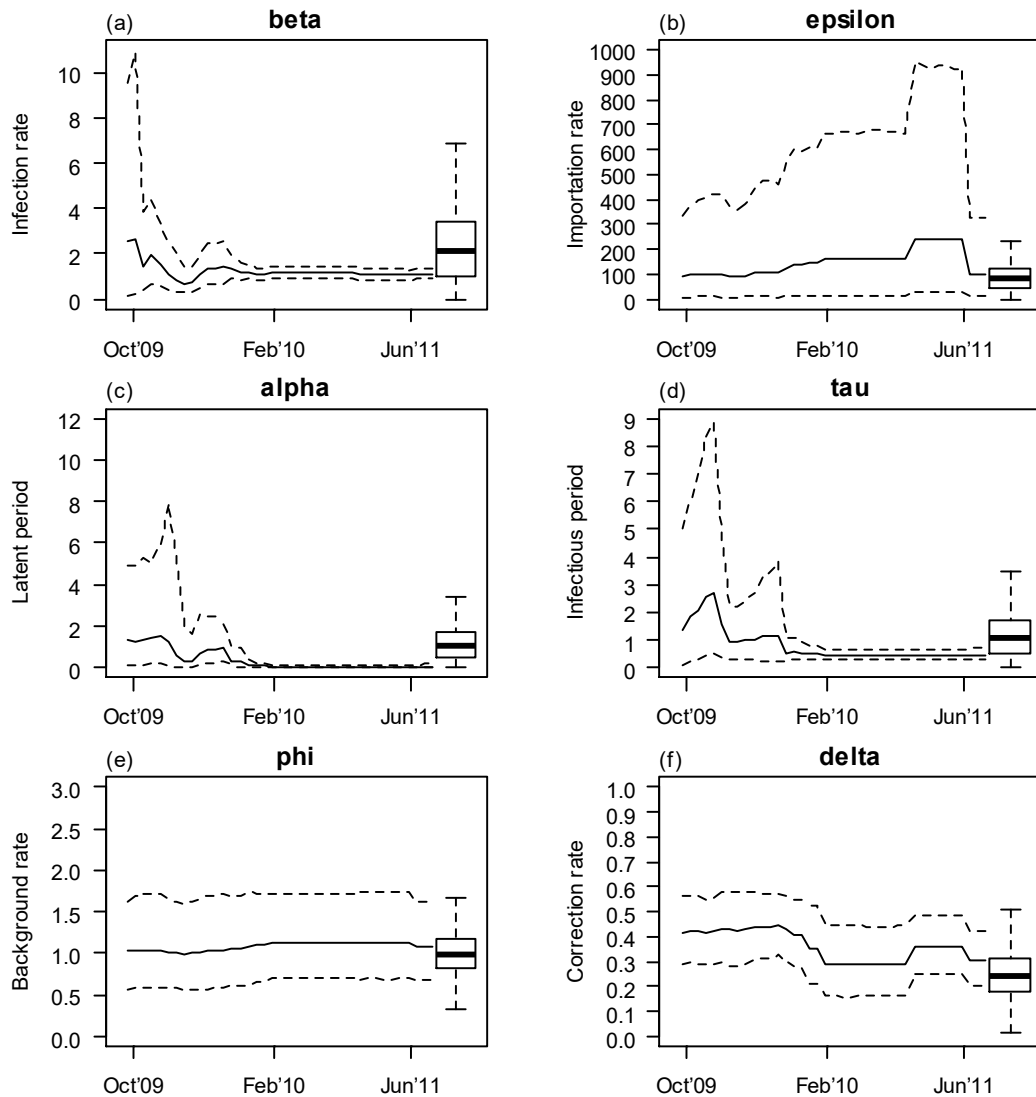 (a) beta
Infection rate
10
8
6
4
2
0
Oct'09 Feb'10 Jun'11
(b) epsilon
Importation rate
1000
900
800
700
600
500
400
300
200
100
0
Oct'09 Feb'10 Jun'11
(c) alpha
Latent period
12
10
8
6
4
2
0
Oct'09 Feb'10 Jun'11
(d) tau
Infectious period
9
8
7
6
5
4
3
2
1
0
Oct'09 Feb'10 Jun'11
(e) phi
Background rate
3.0
2.5
2.0
1.5
1.0
0.5
0.0
Oct'09 Feb'10 Jun'11
(f) delta
Correction rate
1.0
0.9
0.8
0.7
0.6
0.5
0.4
0.3
0.2
0.1
0.0
Oct'09 Feb'10 Jun'11